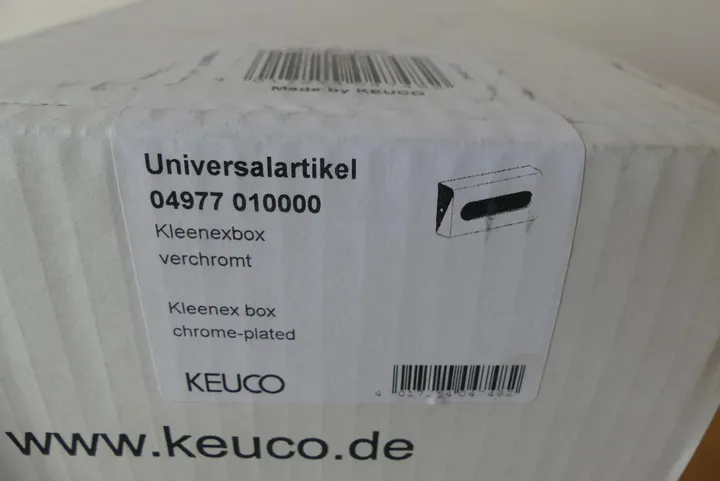 Made by KEUCO
Universalartikel
04977 010000
Kleenexbox
verchromt
Kleenex box
chrome-plated
KEUCO
www.keuco.de